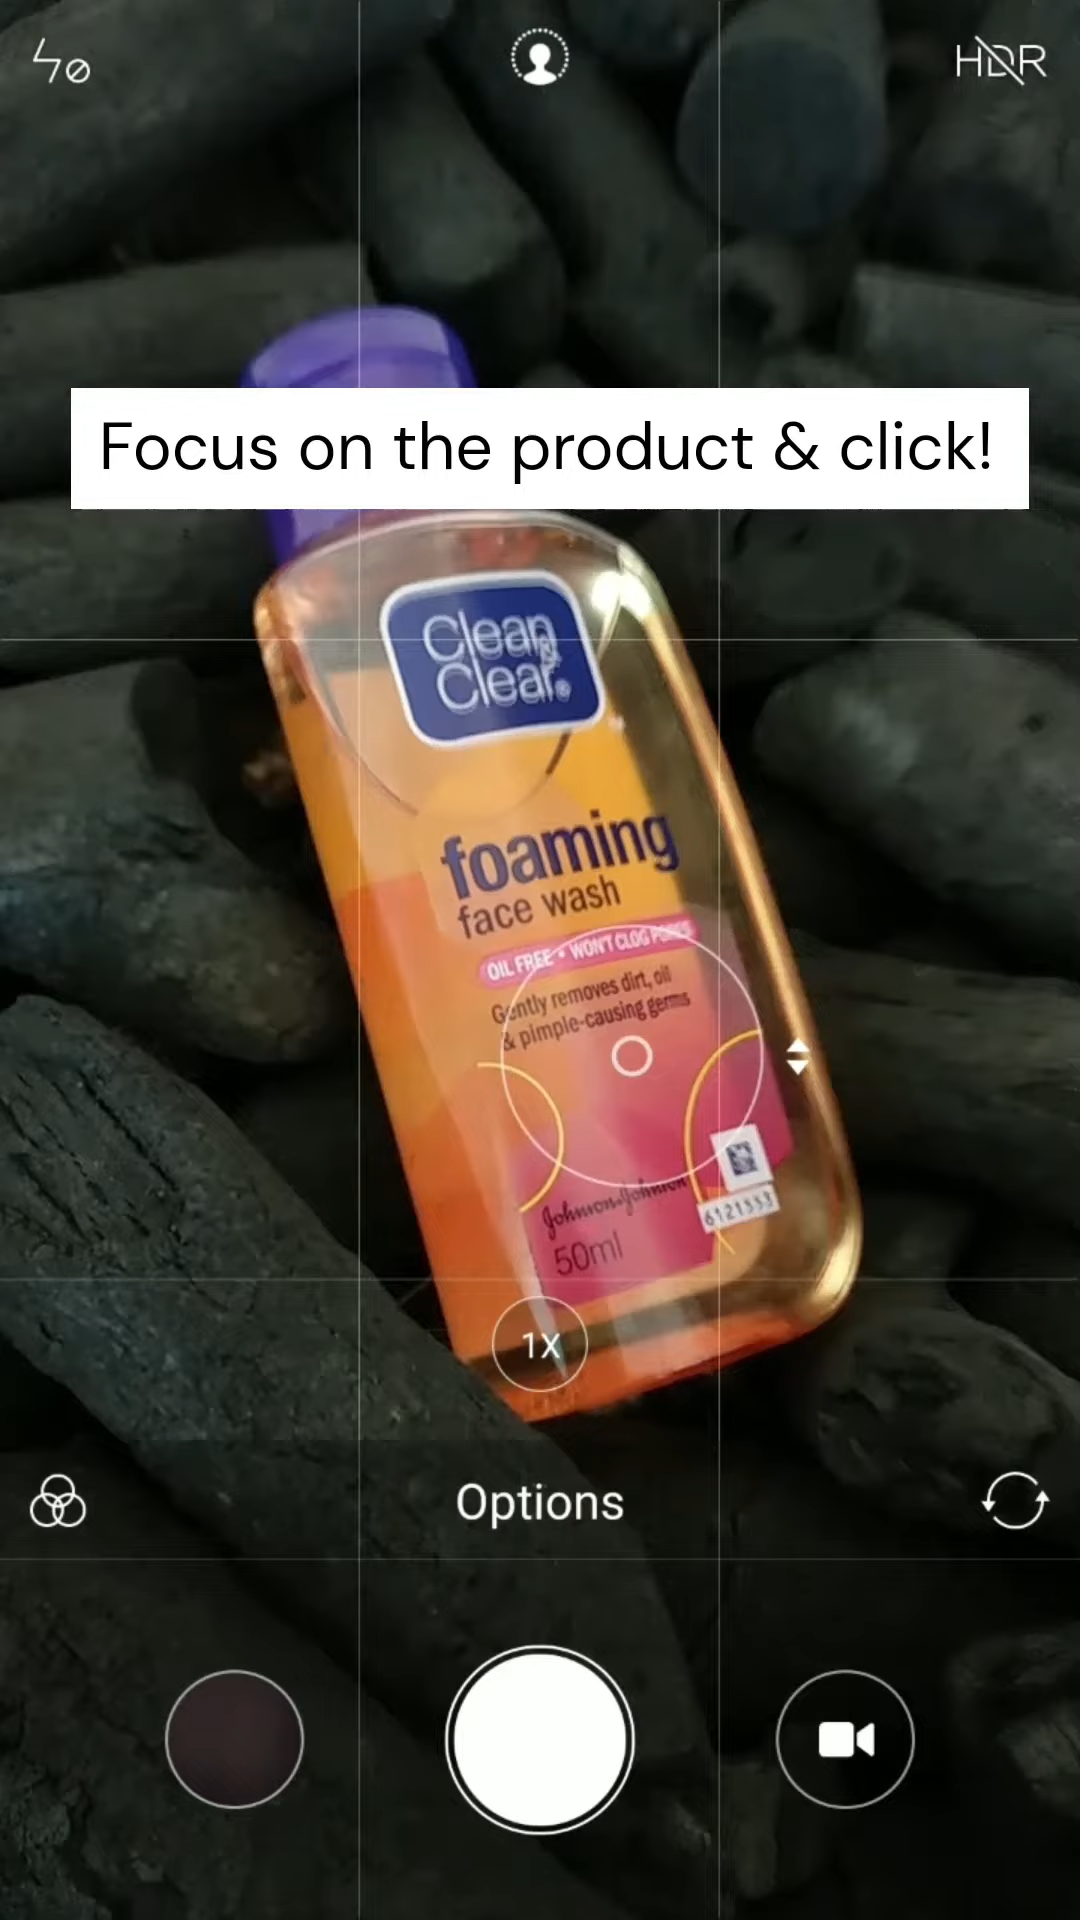 HDR
Focus on the product & click!
Clean &
Clear®
foaming
face wash
OIL FREE • WON'T CLOG PORES
Gently removes dirt, oil
& pimple-causing germs
Johnson & Johnson
6121553
50ml
1X
Options